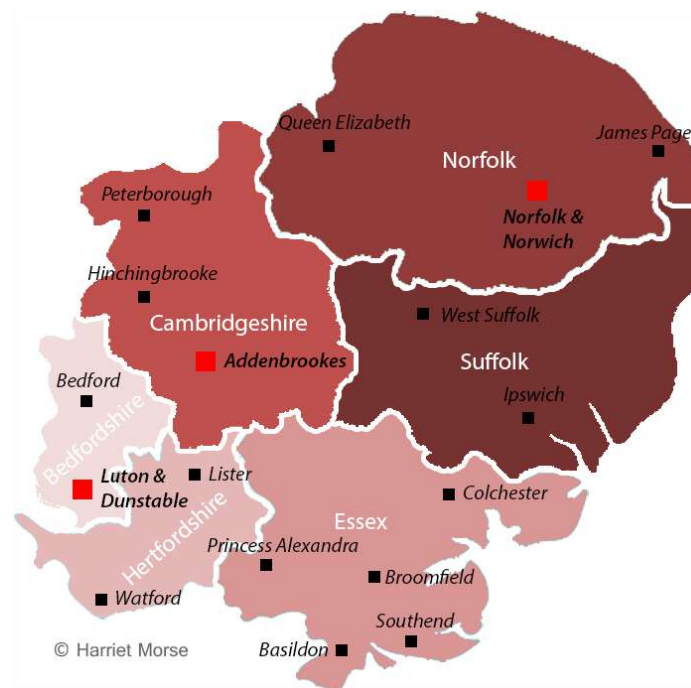 Queen Elizabeth
James Page
Norfolk
Peterborough
Norfolk &
Norwich
Hinchingbrooke
Cambridgeshire
West Suffolk
Addenbrookes
Suffolk
Bedford
Ipswich
Bedfordshire
Luton &
Dunstable
Lister
Colchester
Hertfordshire
Essex
Princess Alexandra
Broomfield
Watford
Southend
Basildon
© Harriet Morse